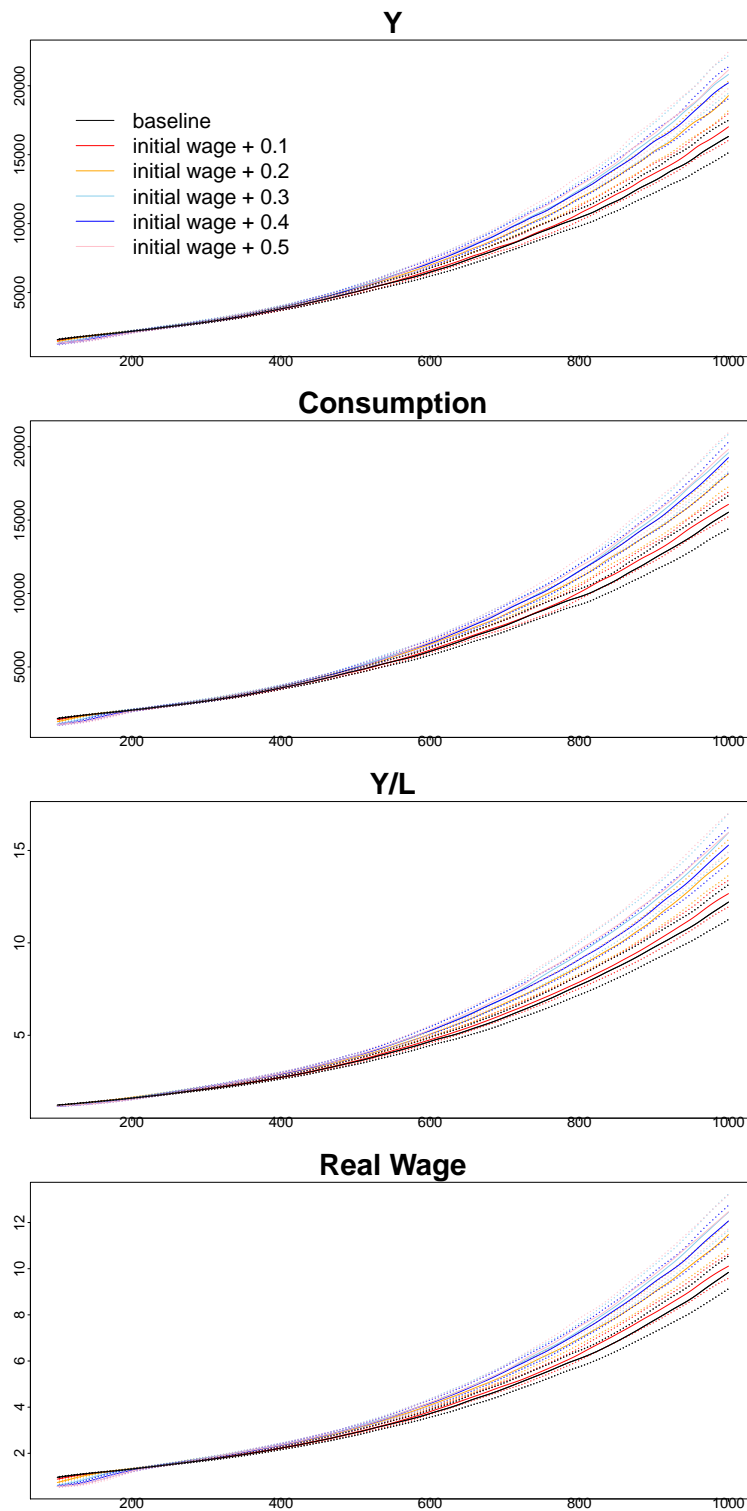 Y
20000
15000
10000
5000
baseline
initial wage + 0.1
initial wage + 0.2
initial wage + 0.3
initial wage + 0.4
initial wage + 0.5
200 400 600 800 1000
Consumption
20000
15000
10000
5000
200 400 600 800 1000
Y/L
15
10
5
200 400 600 800 1000
Real Wage
12
10
8
6
4
2
200 400 600 800 1000